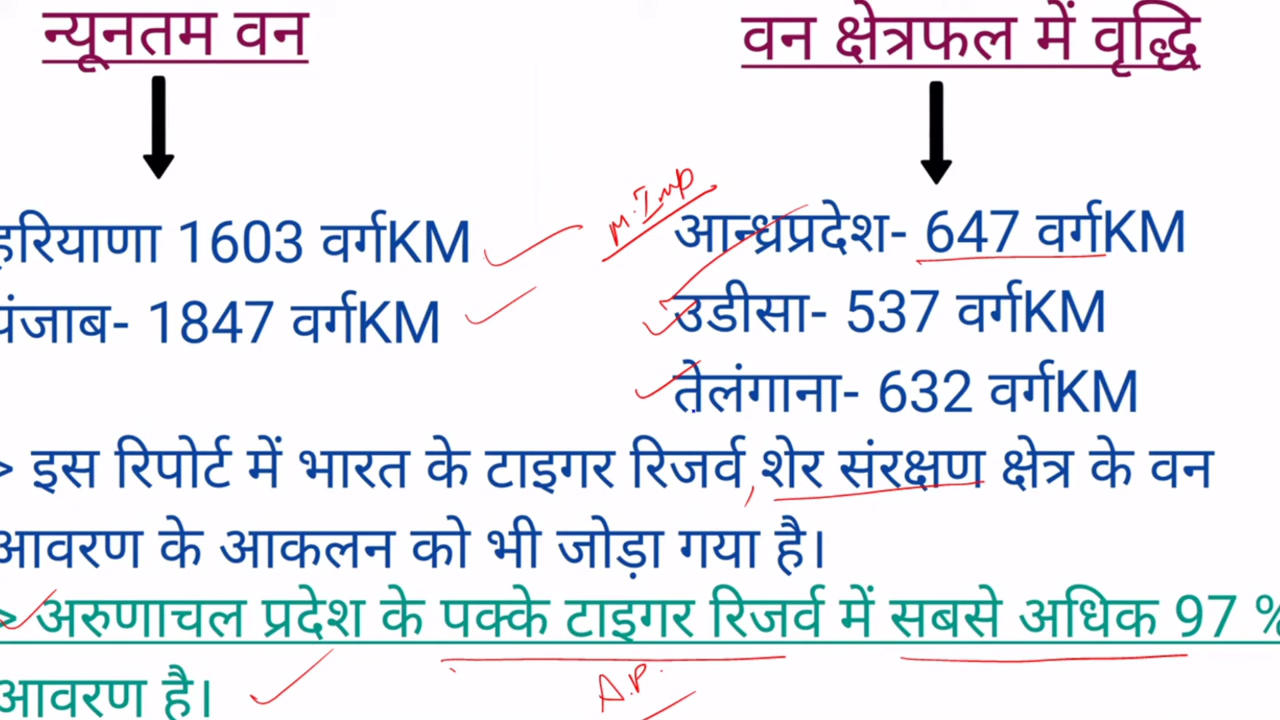 न्यूनतम वन
वन क्षेत्रफल में वृद्धि
हरियाणा 1603 वर्गKM
पंजाब- 1847 वर्गKM
M. Imp
आन्ध्रप्रदेश- 647 वर्गKM
उडीसा- 537 वर्गKM
तेलंगाना- 632 वर्गKM
> इस रिपोर्ट में भारत के टाइगर रिजर्व, शेर संरक्षण क्षेत्र के वन
आवरण के आकलन को भी जोड़ा गया है।
> अरुणाचल प्रदेश के पक्के टाइगर रिजर्व में सबसे अधिक 97 %
आवरण है।
A.P.